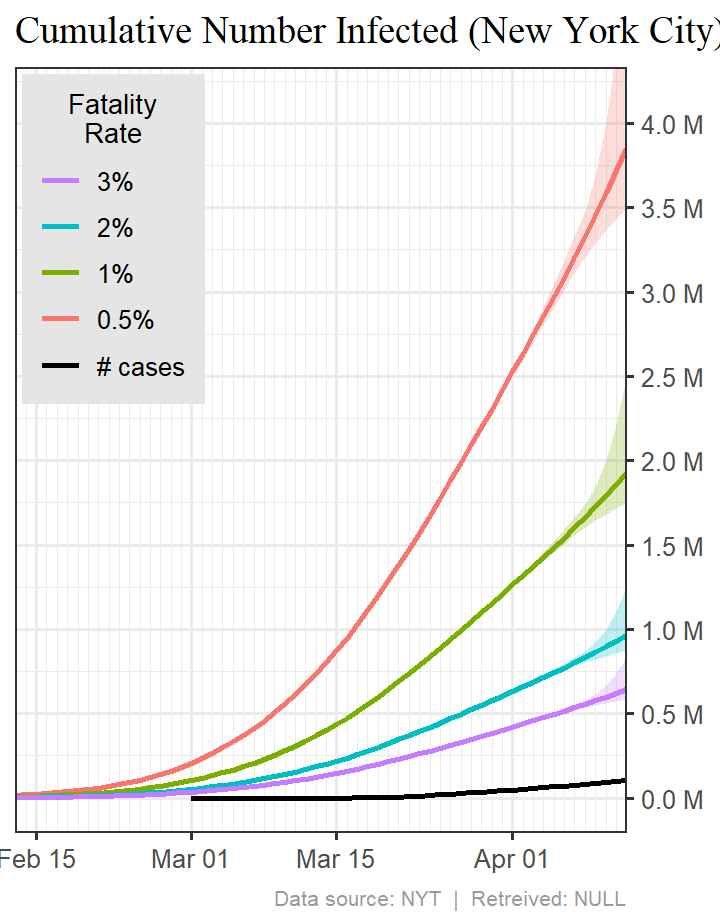 Cumulative Number Infected (New York City)
Fatality
Rate
3%
2%
1%
0.5%
# cases
4.0 M
3.5 M
3.0 M
2.5 M
2.0 M
1.5 M
1.0 M
0.5 M
0.0 M
Feb 15 Mar 01 Mar 15 Apr 01
Data source: NYT | Retreived: NULL